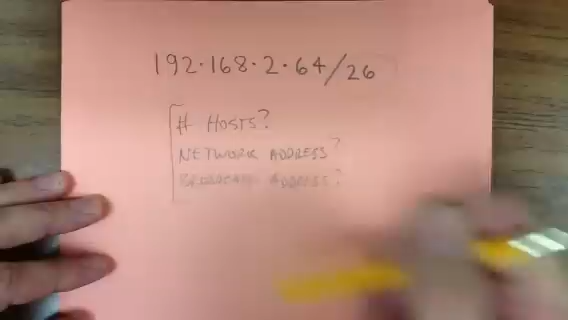 192.168.2.64/26
# HOSTS?
NETWORK ADDRESS?
BROADCAST ADDRESS?